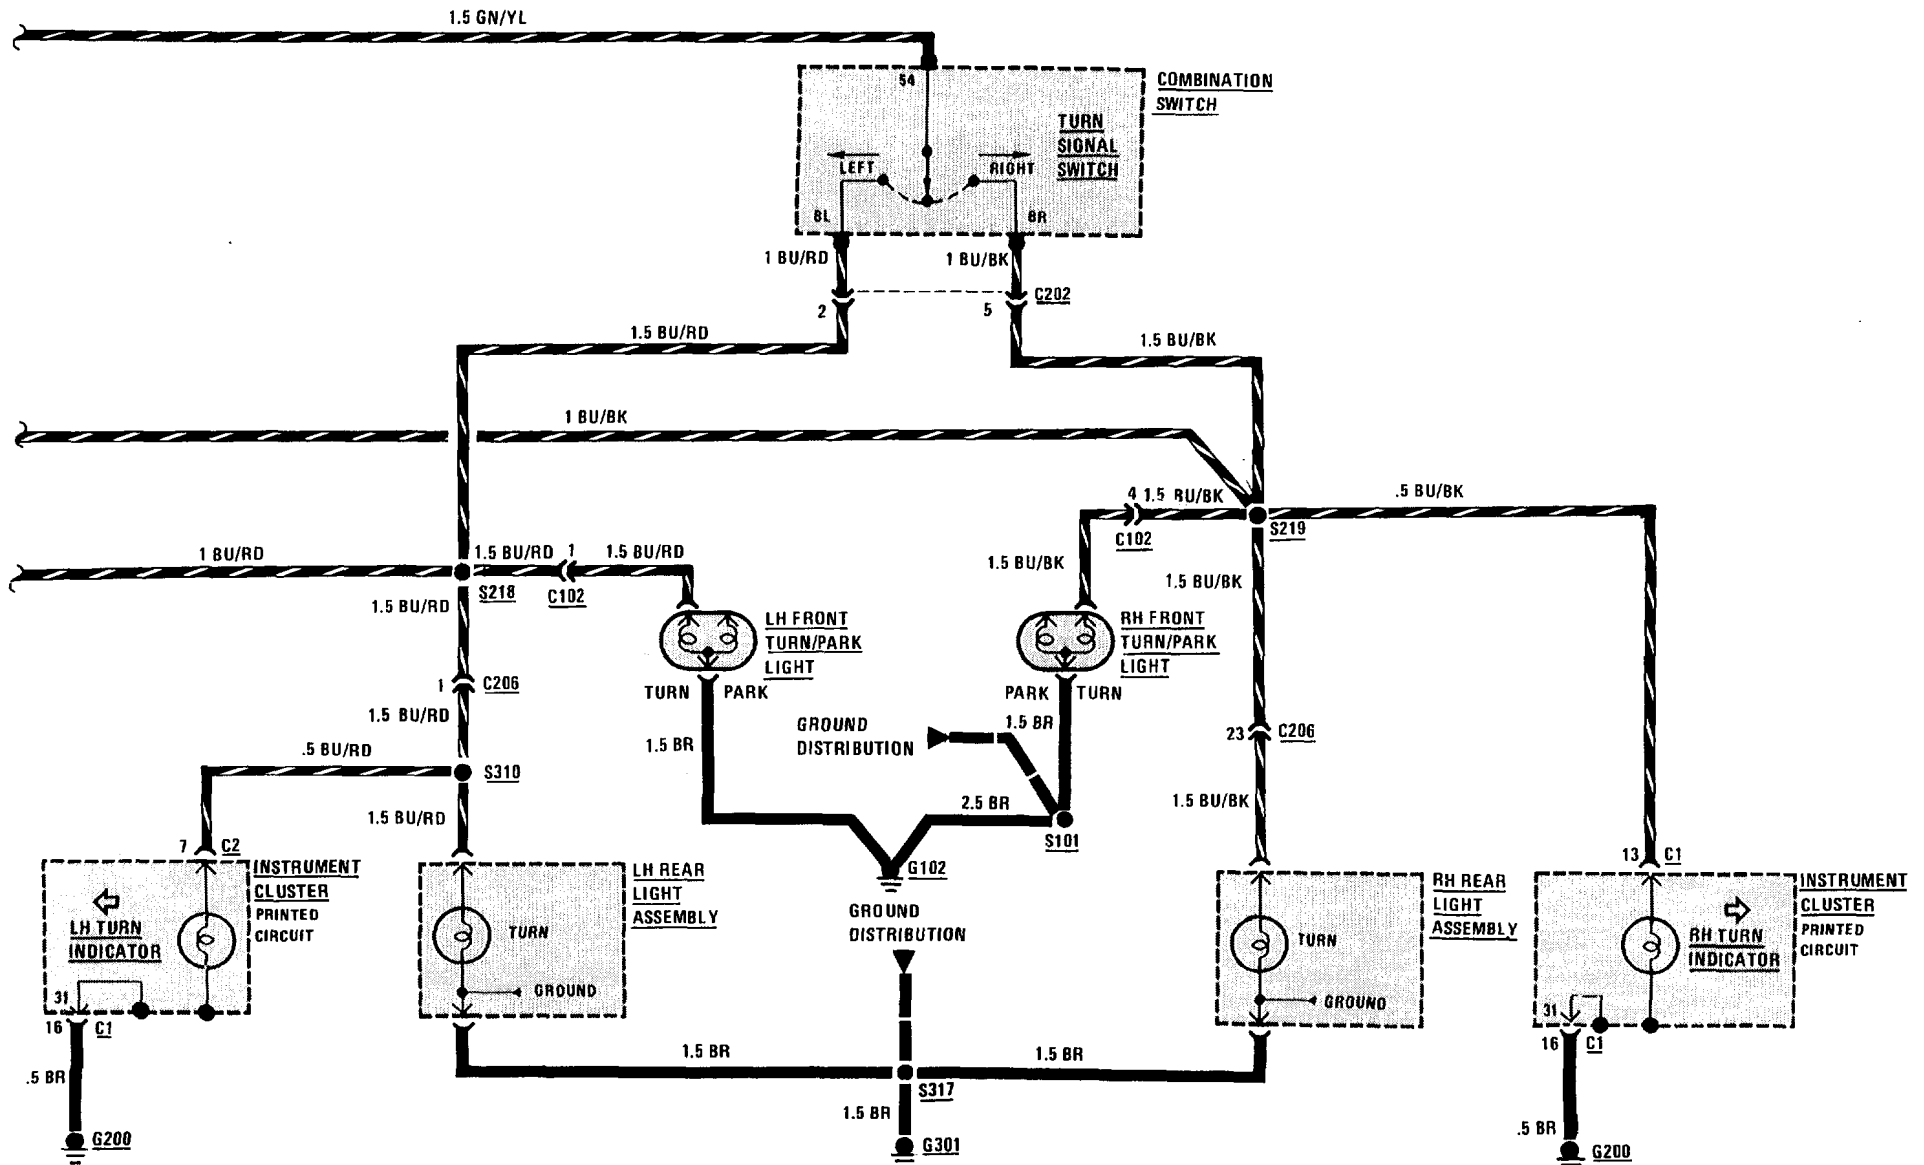 1.5 GN/YL
54
COMBINATION
SWITCH
TURN
SIGNAL
SWITCH
LEFT
RIGHT
8L
8R
1 BU/RD
1 BU/BK
C202
2
5
1.5 BU/RD
1.5 BU/BK
1 BU/BK
4
1.5 BU/BK
.5 BU/BK
C102
S219
1 BU/RD
1.5 BU/RD
1
1.5 BU/RD
S218
C102
1.5 BU/RD
1.5 BU/BK
1.5 BU/BK
LH FRONT
TURN/PARK
LIGHT
RH FRONT
TURN/PARK
LIGHT
1
C206
TURN
PARK
PARK
TURN
1.5 BU/RD
1.5 BR
GROUND
DISTRIBUTION
1.5 BR
23
C206
.5 BU/RD
S310
1.5 BU/RD
2.5 BR
S101
1.5 BU/BK
7
C2
G102
13
C1
INSTRUMENT
CLUSTER
PRINTED
CIRCUIT
LH TURN
INDICATOR
31
16
C1
LH REAR
LIGHT
ASSEMBLY
TURN
GROUND
GROUND
DISTRIBUTION
RH REAR
LIGHT
ASSEMBLY
TURN
GROUND
INSTRUMENT
CLUSTER
PRINTED
CIRCUIT
RH TURN
INDICATOR
31
16
C1
.5 BR
1.5 BR
1.5 BR
S317
1.5 BR
.5 BR
G200
G301
G200